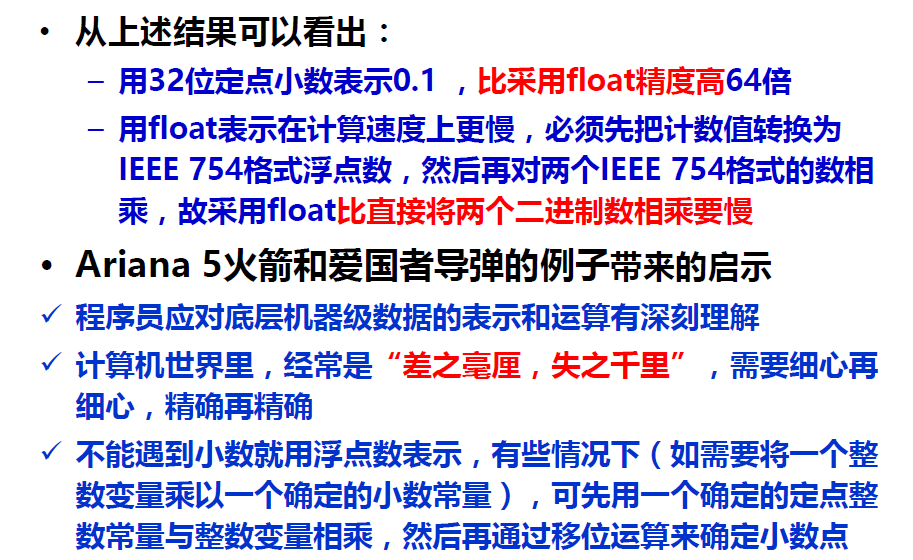 • 从上述结果可以看出：
– 用32位定点小数表示0.1 ，比采用float精度高64倍
– 用float表示在计算速度上更慢，必须先把计数值转换为
IEEE 754格式浮点数，然后再对两个IEEE 754格式的数相
乘，故采用float比直接将两个二进制数相乘要慢
• Ariana 5火箭和爱国者导弹的例子带来的启示
✓ 程序员应对底层机器级数据的表示和运算有深刻理解
✓ 计算机世界里，经常是“差之毫厘，失之千里”，需要细心再
细心，精确再精确
✓ 不能遇到小数就用浮点数表示，有些情况下（如需要将一个整
数变量乘以一个确定的小数常量），可先用一个确定的定点整
数常量与整数变量相乘，然后再通过移位运算来确定小数点